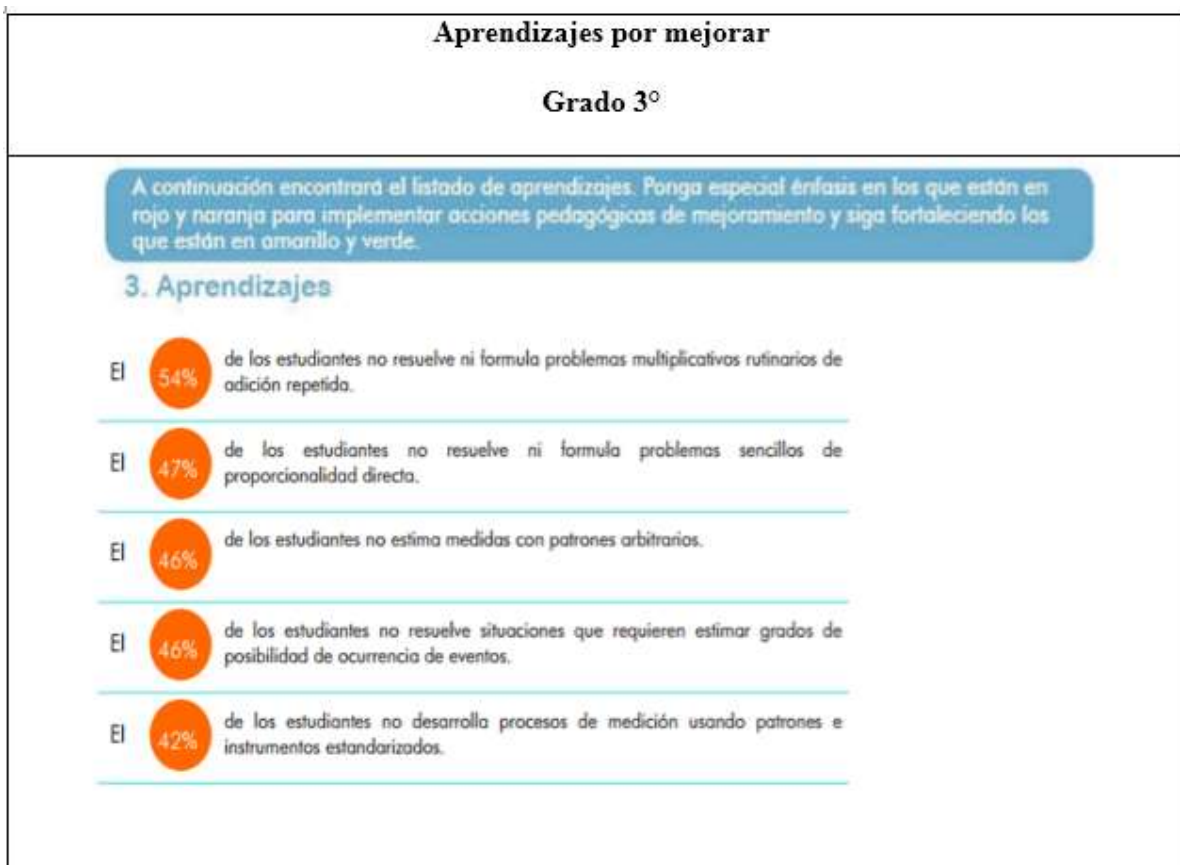 Aprendizajes por mejorar
Grado 3°
A continuación encontrará el listado de aprendizajes. Ponga especial énfasis en los que están en
rojo y naranja para implementar acciones pedagógicas de mejoramiento y siga fortaleciendo los
que están en amarillo y verde.
3. Aprendizajes
El 54% de los estudiantes no resuelve ni formula problemas multiplicativos rutinarios de
adición repetida.
El 47% de los estudiantes no resuelve ni formula problemas sencillos de
proporcionalidad directa.
El 46% de los estudiantes no estima medidas con patrones arbitrarios.
El 46% de los estudiantes no resuelve situaciones que requieren estimar grados de
posibilidad de ocurrencia de eventos.
El 42% de los estudiantes no desarrolla procesos de medición usando patrones e
instrumentos estandarizados.